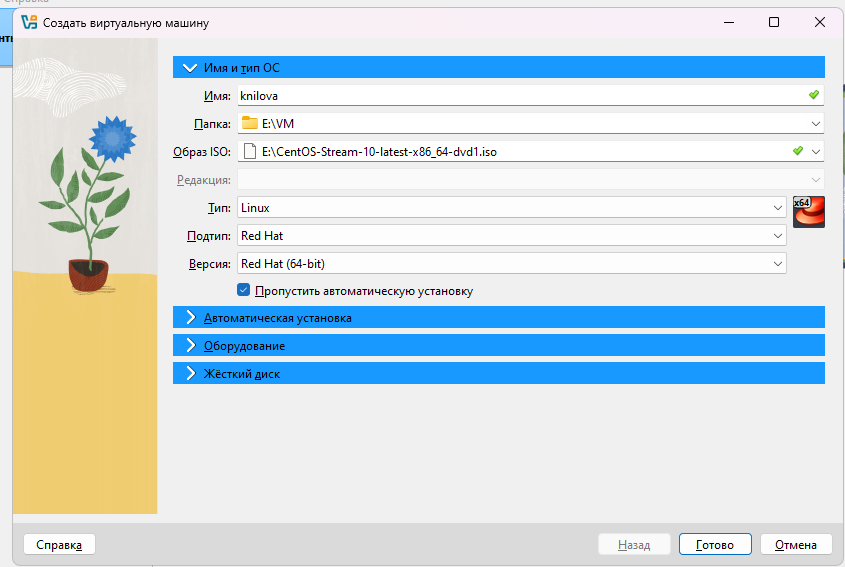 Справка
Создать виртуальную машину
Имя и тип ОС
Имя: knilova
Папка: E:\VM
Образ ISO: E:\CentOS-Stream-10-latest-x86_64-dvd1.iso
Редакция:
Тип: Linux
x64
Подтип: Red Hat
Версия: Red Hat (64-bit)
Пропустить автоматическую установку
Автоматическая установка
Оборудование
Жёсткий диск
Справка Назад Готово Отмена